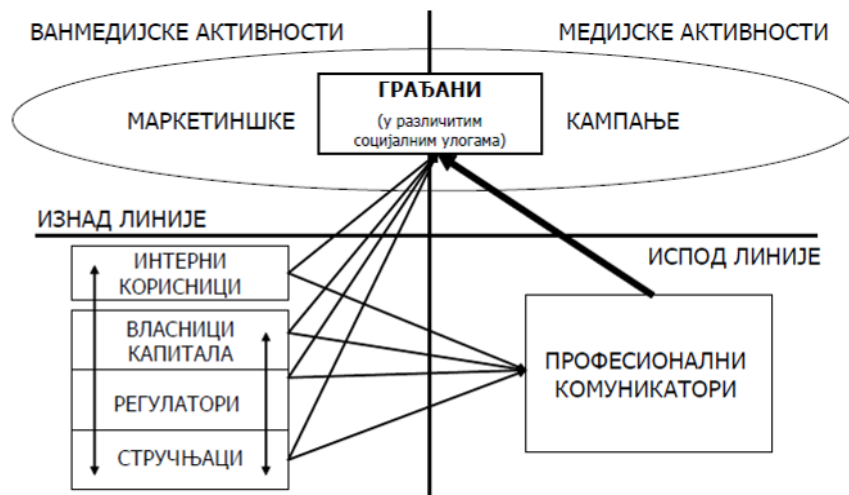 ВАНМЕДИЈСКЕ АКТИВНОСТИ
МЕДИЈСКЕ АКТИВНОСТИ
ГРАЂАНИ
(у различитим
социјалним улогама)
МАРКЕТИНШКЕ
КАМПАЊЕ
ИЗНАД ЛИНИЈЕ
ИСПОД ЛИНИЈЕ
ИНТЕРНИ
КОРИСНИЦИ
ВЛАСНИЦИ
КАПИТАЛА
РЕГУЛАТОРИ
СТРУЧЊАЦИ
ПРОФЕСИОНАЛНИ
КОМУНИКАТОРИ